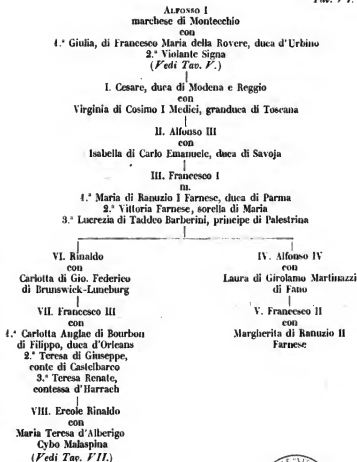 Tav. VI.
ALFONSO I
marchese di Montecchio
con
1.ª Giulia, di Francesco Maria della Rovere, duca d'Urbino
2.ª Violante Signa
(Vedi Tav. V.)
I. Cesare, duca di Modena e Reggio
con
Virginia di Cosimo I Medici, granduca di Toscana
II. Alfonso III
con
Isabella di Carlo Emanuele, duca di Savoja
III. Francesco I
m.
1.ª Maria di Ranuzio I Farnese, duca di Parma
2.ª Vittoria Farnese, sorella di Maria
3.ª Lucrezia di Taddeo Barberini, principe di Palestrina
VI. Rinaldo
con
Carlotta di Gio. Federico
di Brunswick-Luneburg
VII. Francesco III
con
1.ª Carlotta Anglae di Bourbon
di Filippo, duca d'Orleans
2.ª Teresa di Giuseppe,
conte di Castelbarco
3.ª Teresa Renate,
contessa d'Harrach
VIII. Ercole Rinaldo
con
Maria Teresa d'Alberigo
Cybo Malaspina
(Vedi Tav. VII.)
IV. Alfonso IV
con
Laura di Girolamo Martinazzi
di Fano
V. Francesco II
con
Margherita di Ranuzio II
Farnese